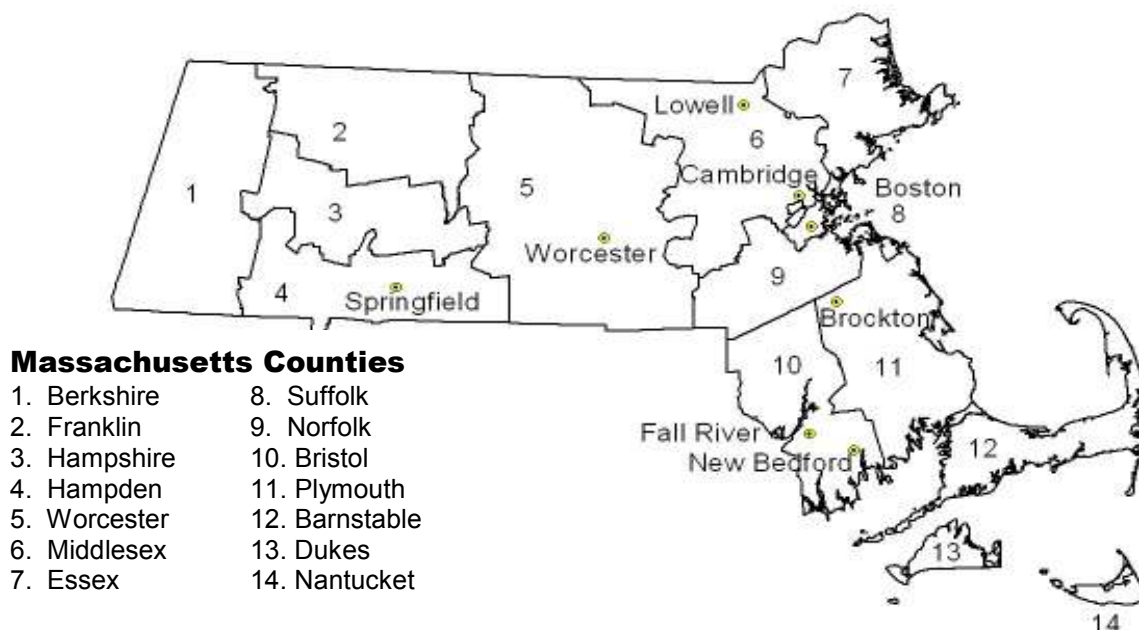 7
Lowell
2
6
Cambridge
Boston
1
5
8
3
Worcester
9
4
Springfield
Brockton
Massachusetts Counties
10
11
1. Berkshire 8. Suffolk
2. Franklin 9. Norfolk
Fall River
3. Hampshire 10. Bristol
12
New Bedford
4. Hampden 11. Plymouth
5. Worcester 12. Barnstable
6. Middlesex 13. Dukes
13
7. Essex 14. Nantucket
14